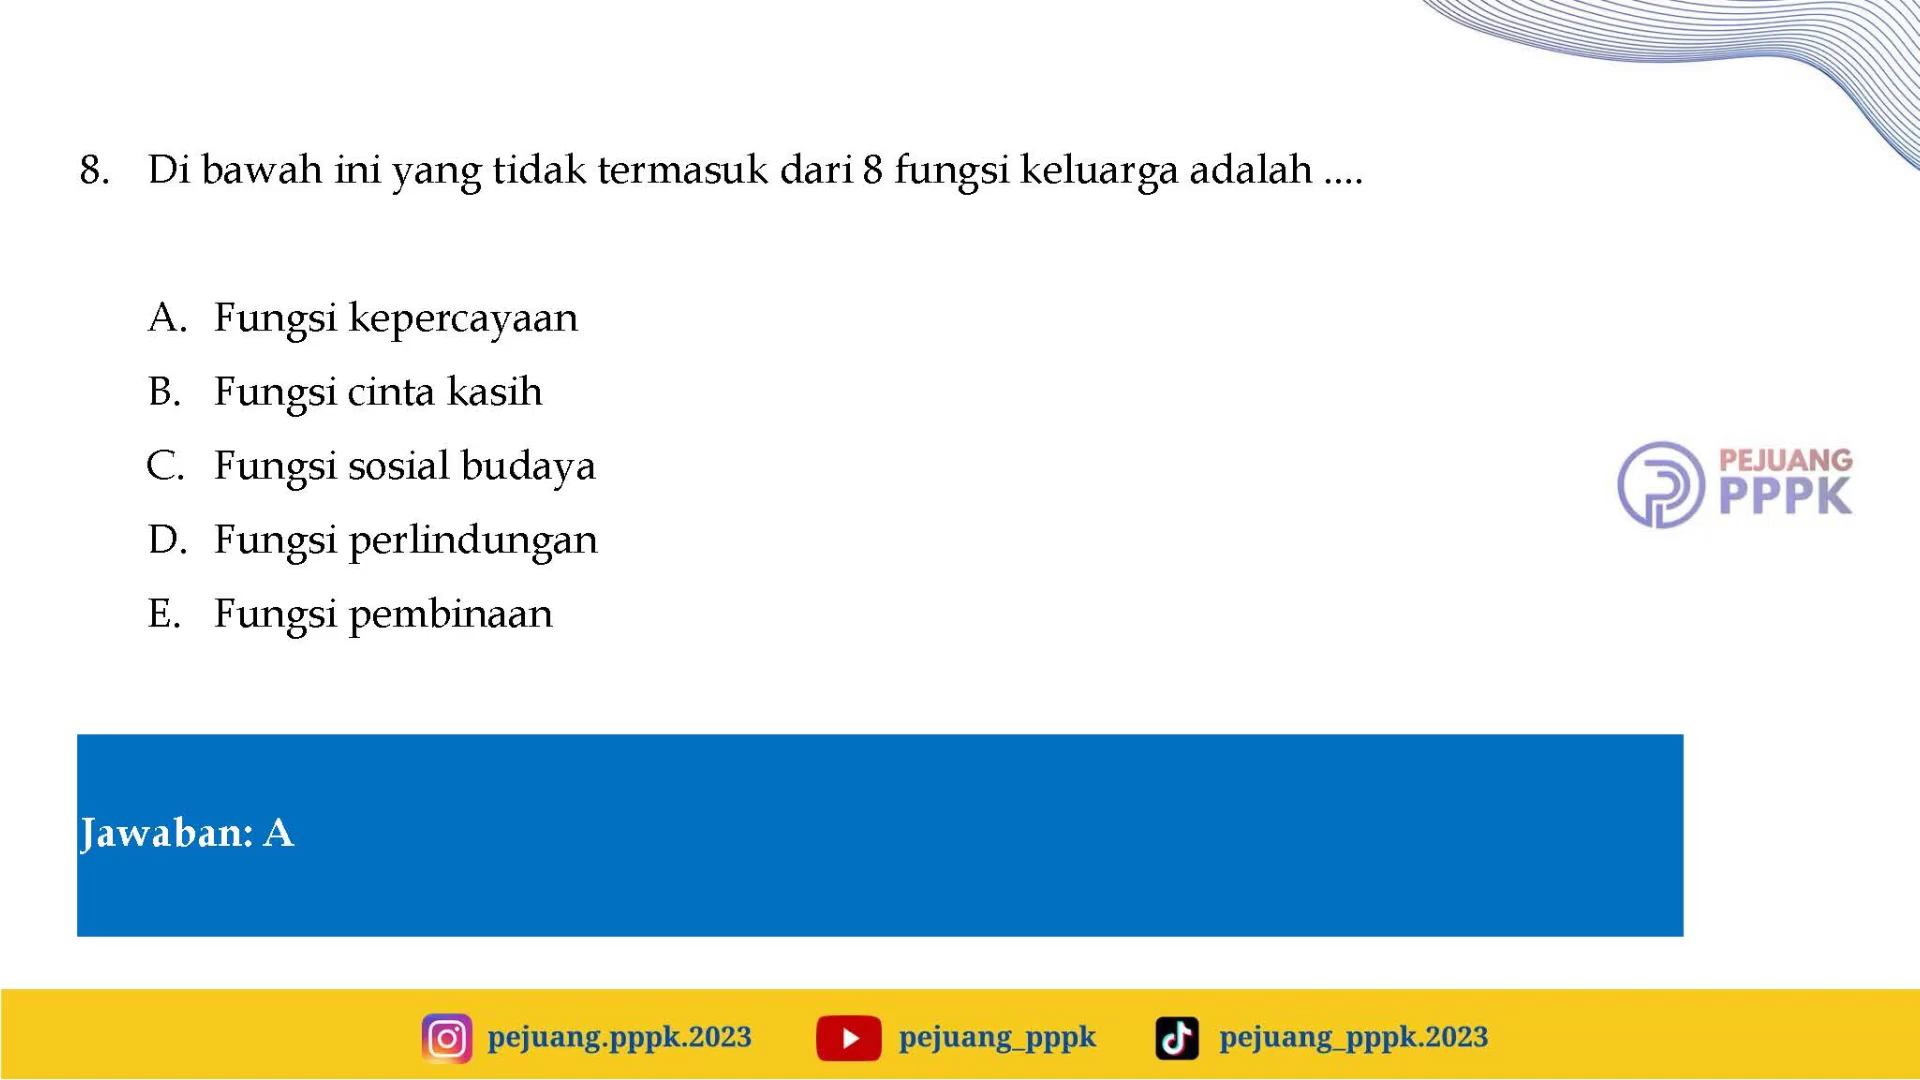 8. Di bawah ini yang tidak termasuk dari 8 fungsi keluarga adalah ....
A. Fungsi kepercayaan
B. Fungsi cinta kasih
C. Fungsi sosial budaya
D. Fungsi perlindungan
E. Fungsi pembinaan
PEJUANG
PPPK
Jawaban: A
pejuang.pppk.2023 pejuang_pppk pejuang_pppk.2023